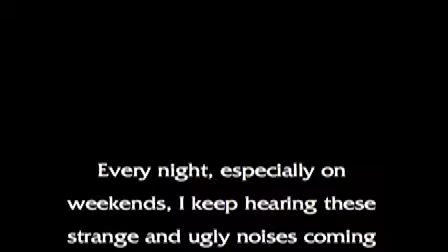 Every night, especially on
weekends, I keep hearing these
strange and ugly noises coming